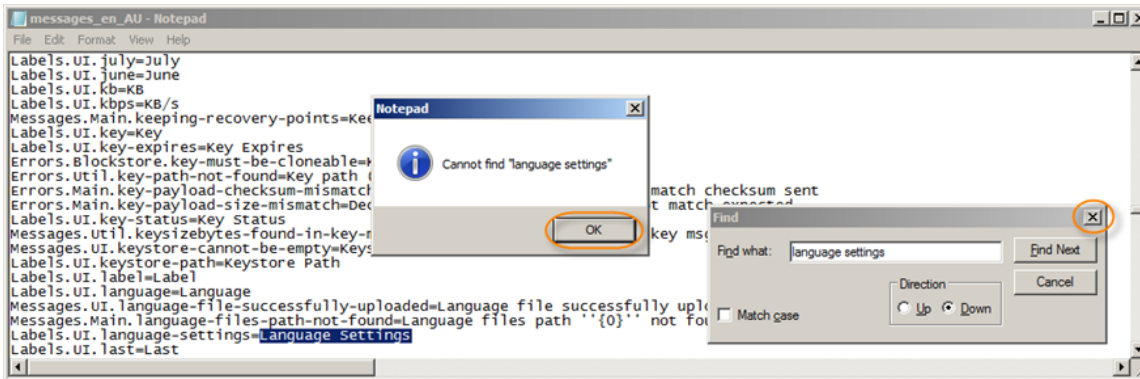 messages_en_AU - Notepad
File Edit Format View Help
Labels.UI.july=July
Labels.UI.june=June
Labels.UI.kb=KB
Labels.UI.kbps=KB/s
Messages.Main.keeping-recovery-points=Kee
Labels.UI.key=Key
Labels.UI.key-expires=Key Expires
Errors.Blockstore.key-must-be-cloneable=K
Errors.Util.key-path-not-found=Key path
Errors.Main.key-payload-checksum-mismatch match checksum sent
Errors.Main.key-payload-size-mismatch=Dec t match expected
Labels.UI.key-status=Key Status
Messages.Util.keysizebytes-found-in-key-m key msg
Messages.UI.keystore-cannot-be-empty=Keys
Labels.UI.keystore-path=Keystore Path
Labels.UI.label=Label
Labels.UI.language=Language
Messages.UI.language-file-successfully-uploaded=Language file successfully uplo
Messages.Main.language-files-path-not-found=Language files path ''{0}'' not fou
Labels.UI.language-settings=Language Settings
Labels.UI.last=Last
Notepad
Cannot find "language settings"
OK
Find
Find what: language settings Find Next
Direction Cancel
Match case Up Down